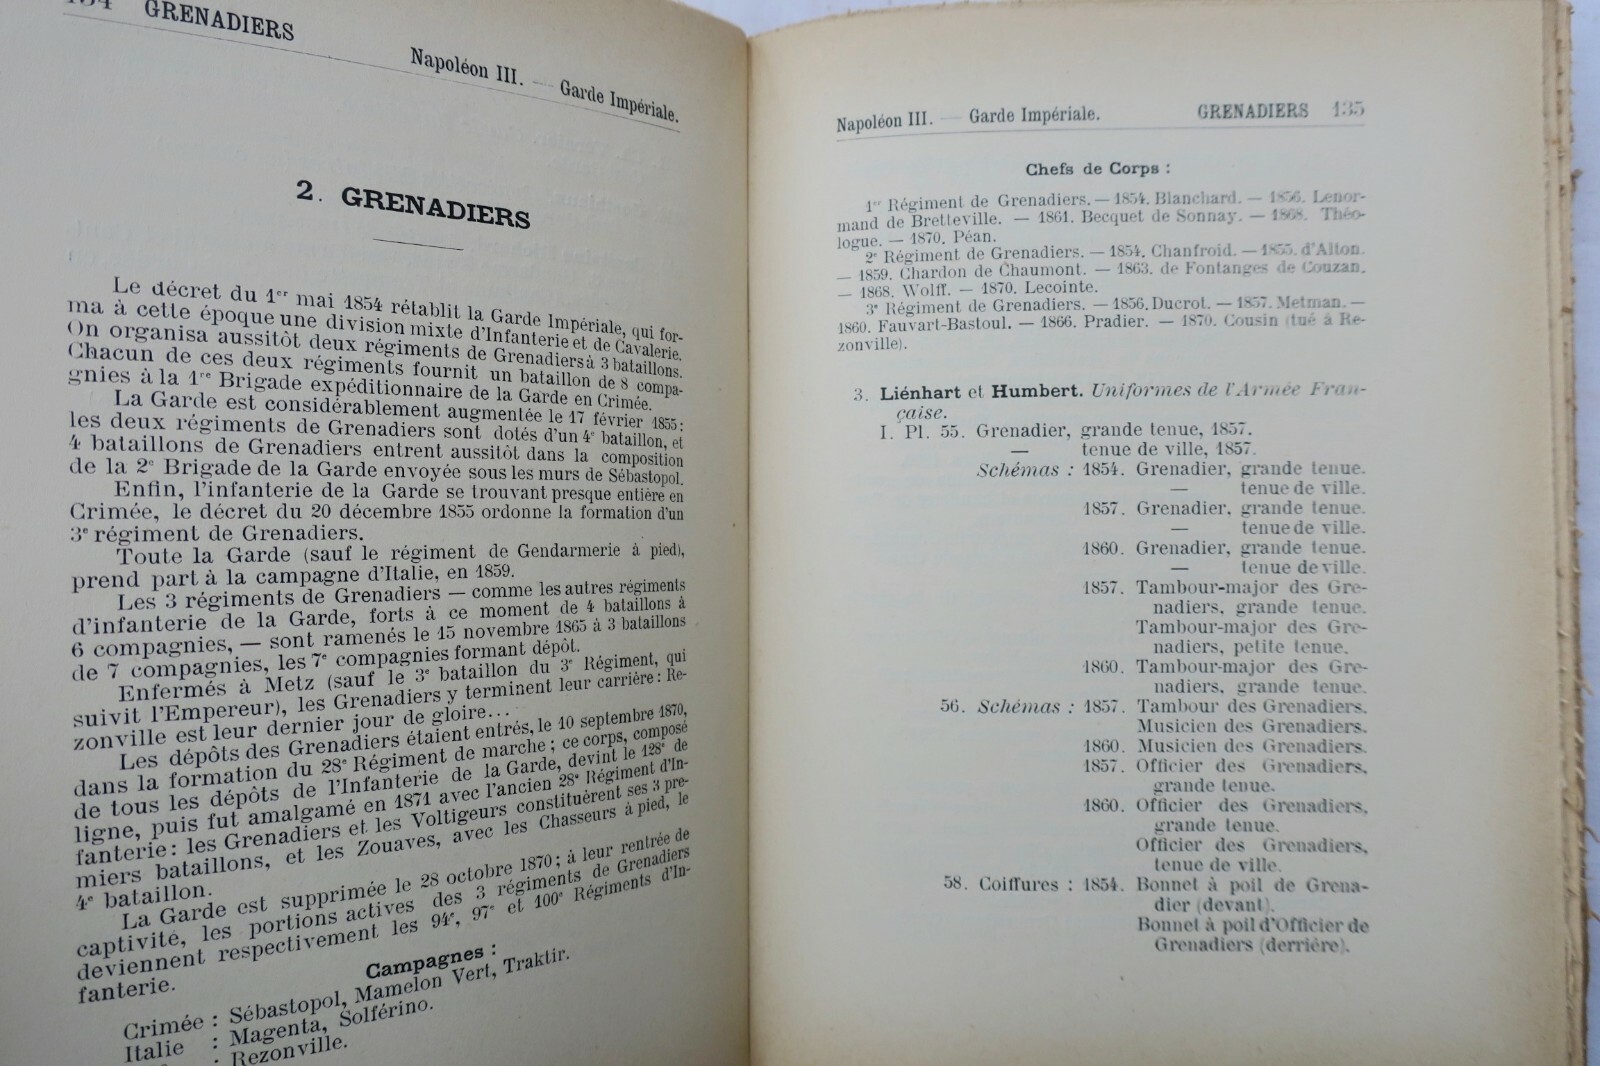 GRENADIERS
Napoléon III. — Garde Impériale.
2. GRENADIERS
Le décret du 1er mai 1854 rétablit la Garde Impériale, qui for-
ma à cette époque une division mixte d'Infanterie et de Cavalerie.
On organisa aussitôt deux régiments de Grenadiers à 3 bataillons.
Chacun de ces deux régiments fournit un bataillon de 8 compa-
gnies à la 1re Brigade expéditionnaire de la Garde en Crimée.
La Garde est considérablement augmentée le 17 février 1855 :
les deux régiments de Grenadiers sont dotés d'un 4e bataillon, et
4 bataillons de Grenadiers entrent aussitôt dans la composition
de la 2e Brigade de la Garde envoyée sous les murs de Sébastopol.
Enfin, l'infanterie de la Garde se trouvant presque entière en
Crimée, le décret du 20 décembre 1855 ordonne la formation d'un
3e régiment de Grenadiers.
Toute la Garde (sauf le régiment de Gendarmerie à pied),
prend part à la campagne d'Italie, en 1859.
Les 3 régiments de Grenadiers — comme les autres régiments
d'infanterie de la Garde, forts à ce moment de 4 bataillons à
6 compagnies, — sont ramenés le 15 novembre 1865 à 3 bataillons
de 7 compagnies, les 7e compagnies formant dépôt.
Enfermés à Metz (sauf le 3e bataillon du 3e Régiment, qui
suivit l'Empereur), les Grenadiers y terminent leur carrière : Re-
zonville est leur dernier jour de gloire...
Les dépôts des Grenadiers étaient entrés, le 10 septembre 1870,
dans la formation du 28e Régiment de marche ; ce corps, composé
de tous les dépôts de l'Infanterie de la Garde, devint le 128e de
ligne, puis fut amalgamé en 1871 avec l'ancien 28e Régiment d'In-
fanterie : les Grenadiers et les Voltigeurs constituèrent ses 3 pre-
miers bataillons, et les Zouaves, avec les Chasseurs à pied, le
4e bataillon.
La Garde est supprimée le 28 octobre 1870 ; à leur rentrée de
captivité, les portions actives des 3 régiments de Grenadiers
deviennent respectivement les 94e, 97e et 100e Régiments d'In-
fanterie.
Campagnes :
Crimée : Sébastopol, Mamelon Vert, Traktir.
Italie : Magenta, Solférino.
: Rezonville.
Napoléon III. — Garde Impériale. GRENADIERS 135
Chefs de Corps :
1er Régiment de Grenadiers. — 1854. Blanchard. — 1856. Lenor-
mand de Bretteville. — 1861. Becquet de Sonnay. — 1868. Théo-
logue. — 1870. Péan.
2e Régiment de Grenadiers. — 1854. Chanfroid. — 1855. d'Alton.
— 1859. Chardon de Chaumont. — 1863. de Fontanges de Couzan.
— 1868. Wolff. — 1870. Lecointe.
3e Régiment de Grenadiers. — 1856. Ducrot. — 1857. Metman. —
1860. Fauvart-Bastoul. — 1866. Pradier. — 1870. Cousin (tué à Re-
zonville).
3. Liénhart et Humbert. Uniformes de l'Armée Fran-
çaise.
I. Pl. 55. Grenadier, grande tenue, 1857.
— tenue de ville, 1857.
Schémas : 1854. Grenadier, grande tenue.
— tenue de ville.
1857. Grenadier, grande tenue.
— tenue de ville.
1860. Grenadier, grande tenue.
— tenue de ville.
1857. Tambour-major des Gre-
nadiers, grande tenue.
Tambour-major des Gre-
nadiers, petite tenue.
1860. Tambour-major des Gre-
nadiers, grande tenue.
56. Schémas : 1857. Tambour des Grenadiers.
Musicien des Grenadiers.
1860. Musicien des Grenadiers.
1857. Officier des Grenadiers,
grande tenue.
1860. Officier des Grenadiers,
grande tenue.
Officier des Grenadiers,
tenue de ville.
58. Coiffures : 1854. Bonnet à poil de Grena-
dier (devant).
Bonnet à poil d'Officier de
Grenadiers (derrière).